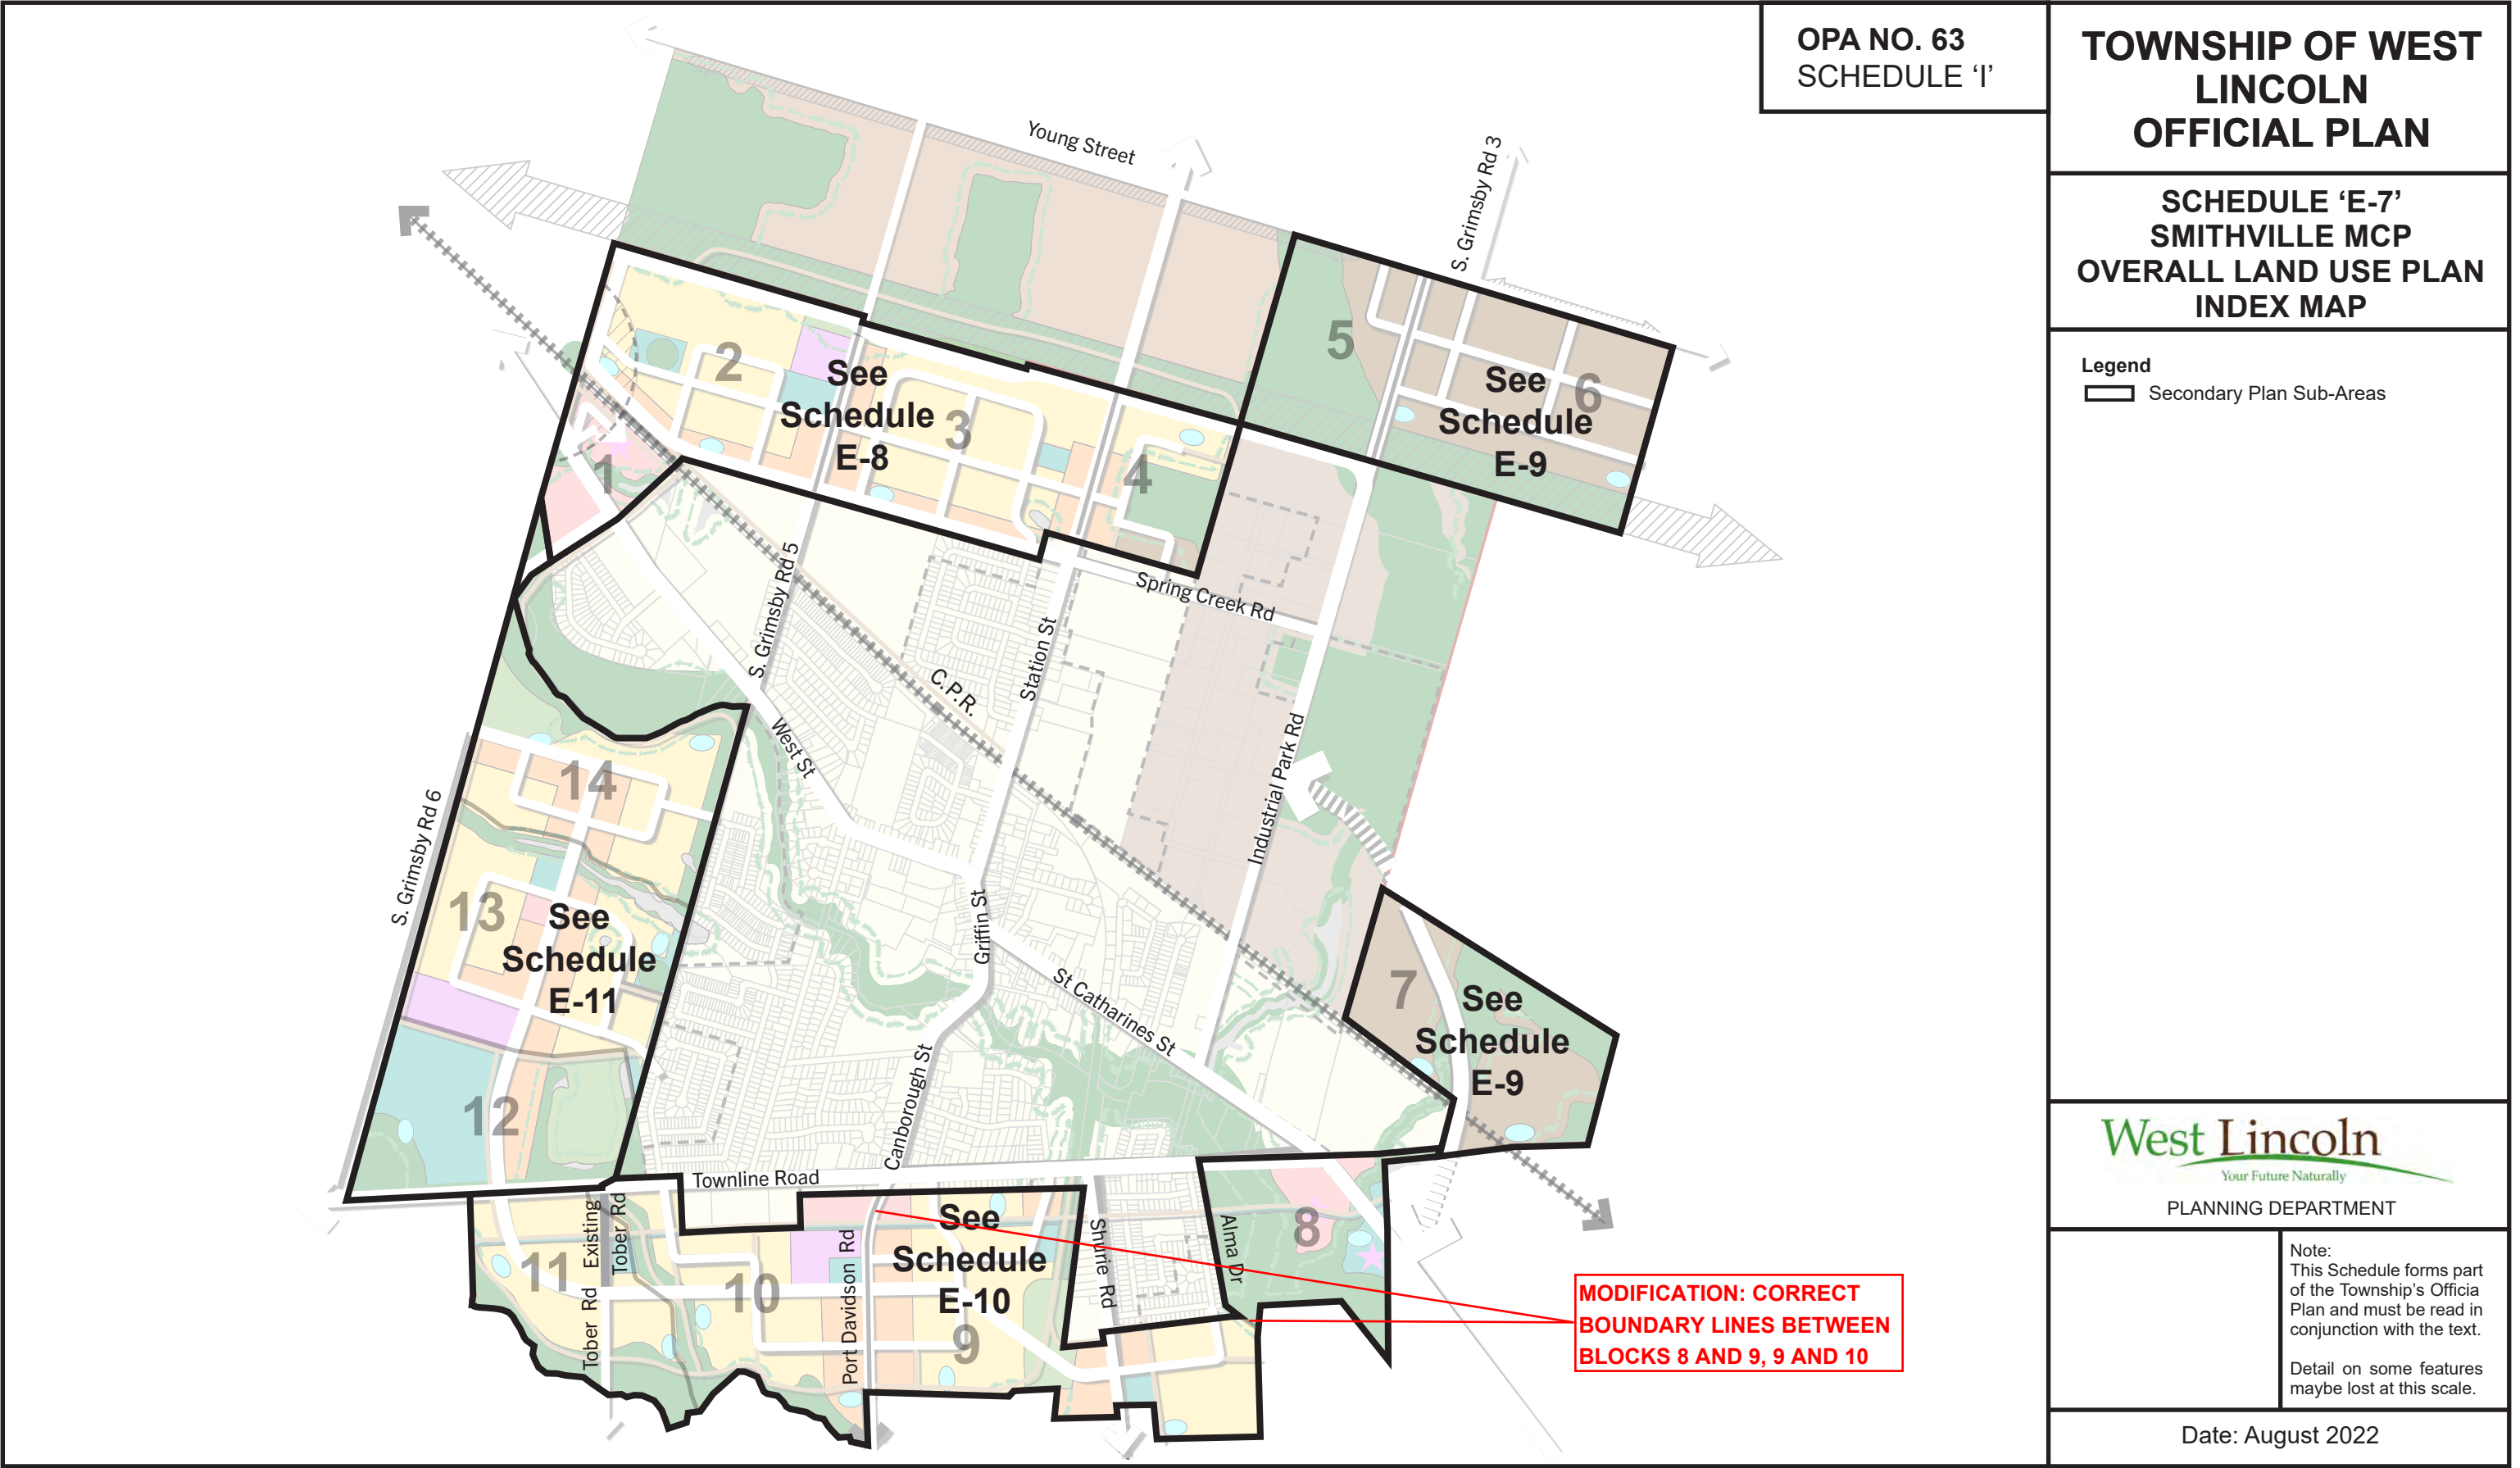 OPA NO. 63
SCHEDULE ‘I’
TOWNSHIP OF WEST
LINCOLN
OFFICIAL PLAN
SCHEDULE ‘E-7’
SMITHVILLE MCP
OVERALL LAND USE PLAN
INDEX MAP
Legend
Secondary Plan Sub-Areas
Young Street
S. Grimsby Rd 3
5
6
See
Schedule
E-9
2
See
Schedule
E-8
3
4
1
Spring Creek Rd
S. Grimsby Rd 5
Station St
C.P.R.
West St
Industrial Park Rd
14
S. Grimsby Rd 6
13
See
Schedule
E-11
12
Griffin St
St Catharines St
Canborough St
7
See
Schedule
E-9
Townline Road
Existing
Tober Rd
Tober Rd
11
10
Port Davidson Rd
See
Schedule
E-10
9
Shurie Rd
Alma Dr
8
MODIFICATION: CORRECT
BOUNDARY LINES BETWEEN
BLOCKS 8 AND 9, 9 AND 10
West Lincoln
Your Future Naturally
PLANNING DEPARTMENT
Note:
This Schedule forms part
of the Township’s Officia
Plan and must be read in
conjunction with the text.
Detail on some features
maybe lost at this scale.
Date: August 2022